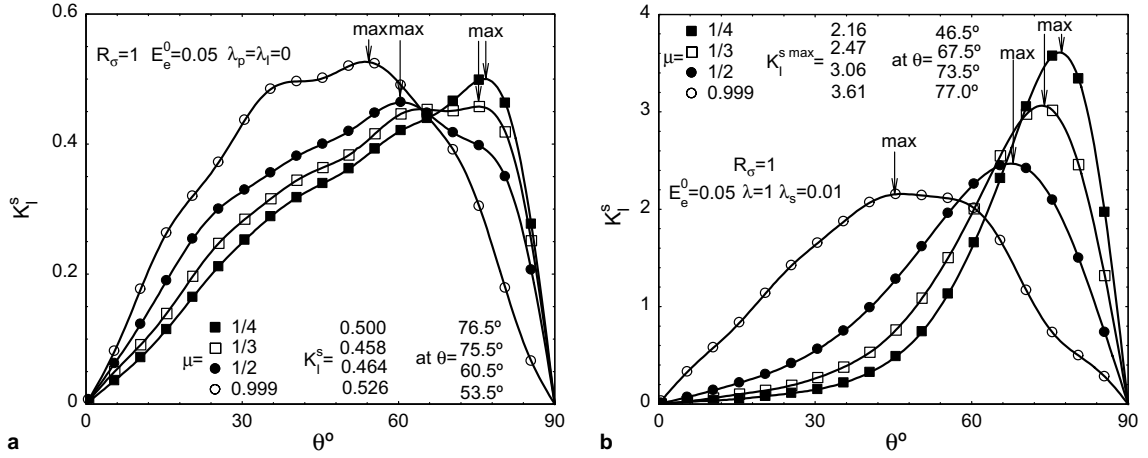 0.6
0.4
0.2
0
K_I^s
R_σ=1 E_e^0=0.05 λ_p=λ_l=0
max max max
1/4 0.500 76.5º
μ= 1/3 K_I^s= 0.458 at θ= 75.5º
1/2 0.464 60.5º
0.999 0.526 53.5º
0 30 60 90
θº
a
4
3
2
1
0
K_I^s
1/4 2.16 46.5º
μ= 1/3 K_I^{s max}= 2.47 at θ= 67.5º
1/2 3.06 73.5º
0.999 3.61 77.0º
max
max
max
R_σ=1
E_e^0=0.05 λ=1 λ_s=0.01
0 30 60 90
θº
b